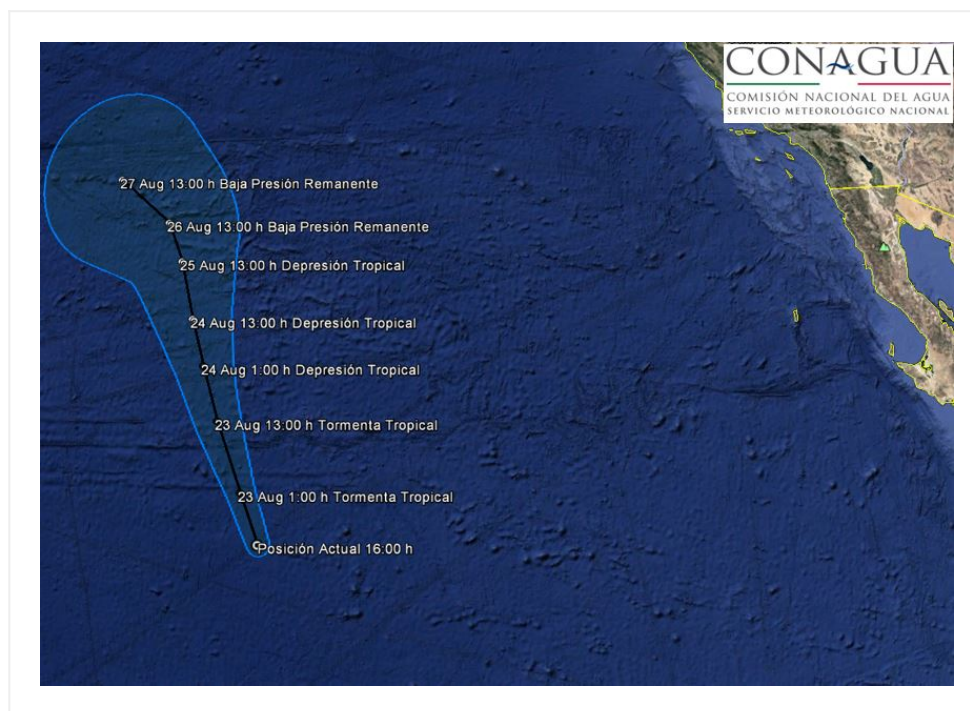 CONAGUA
COMISIÓN NACIONAL DEL AGUA
SERVICIO METEOROLÓGICO NACIONAL
27 Aug 13:00 h Baja Presión Remanente
26 Aug 13:00 h Baja Presión Remanente
25 Aug 13:00 h Depresión Tropical
24 Aug 13:00 h Depresión Tropical
24 Aug 1:00 h Depresión Tropical
23 Aug 13:00 h Tormenta Tropical
23 Aug 1:00 h Tormenta Tropical
Posición Actual 16:00 h